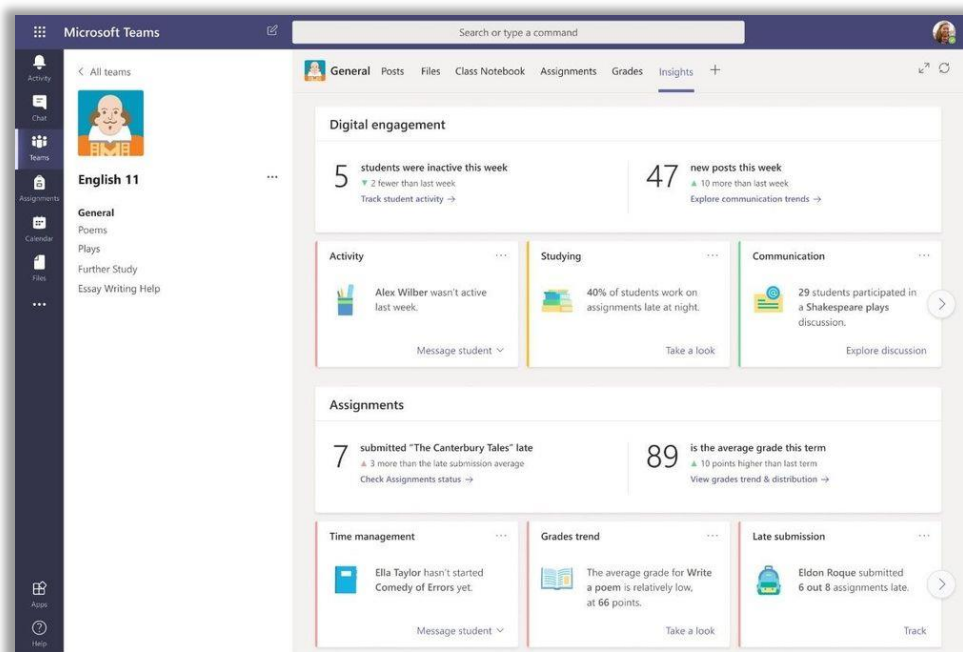 Microsoft Teams
Search or type a command
Activity
Chat
Teams
Assignments
Calendar
Files
Apps
Help
All teams
English 11
General
Poems
Plays
Further Study
Essay Writing Help
General Posts Files Class Notebook Assignments Grades Insights
Digital engagement
5
students were inactive this week
2 fewer than last week
Track student activity →
47
new posts this week
10 more than last week
Explore communication trends →
Activity
Alex Wilber wasn't active
last week.
Message student
Studying
40% of students work on
assignments late at night.
Take a look
Communication
29 students participated in
a Shakespeare plays
discussion.
Explore discussion
Assignments
7
submitted "The Canterbury Tales" late
3 more than the late submission average
Check Assignments status →
89
is the average grade this term
10 points higher than last term
View grades trend & distribution →
Time management
Ella Taylor hasn't started
Comedy of Errors yet.
Message student
Grades trend
The average grade for Write
a poem is relatively low,
at 66 points.
Take a look
Late submission
Eldon Roque submitted
6 out 8 assignments late.
Track